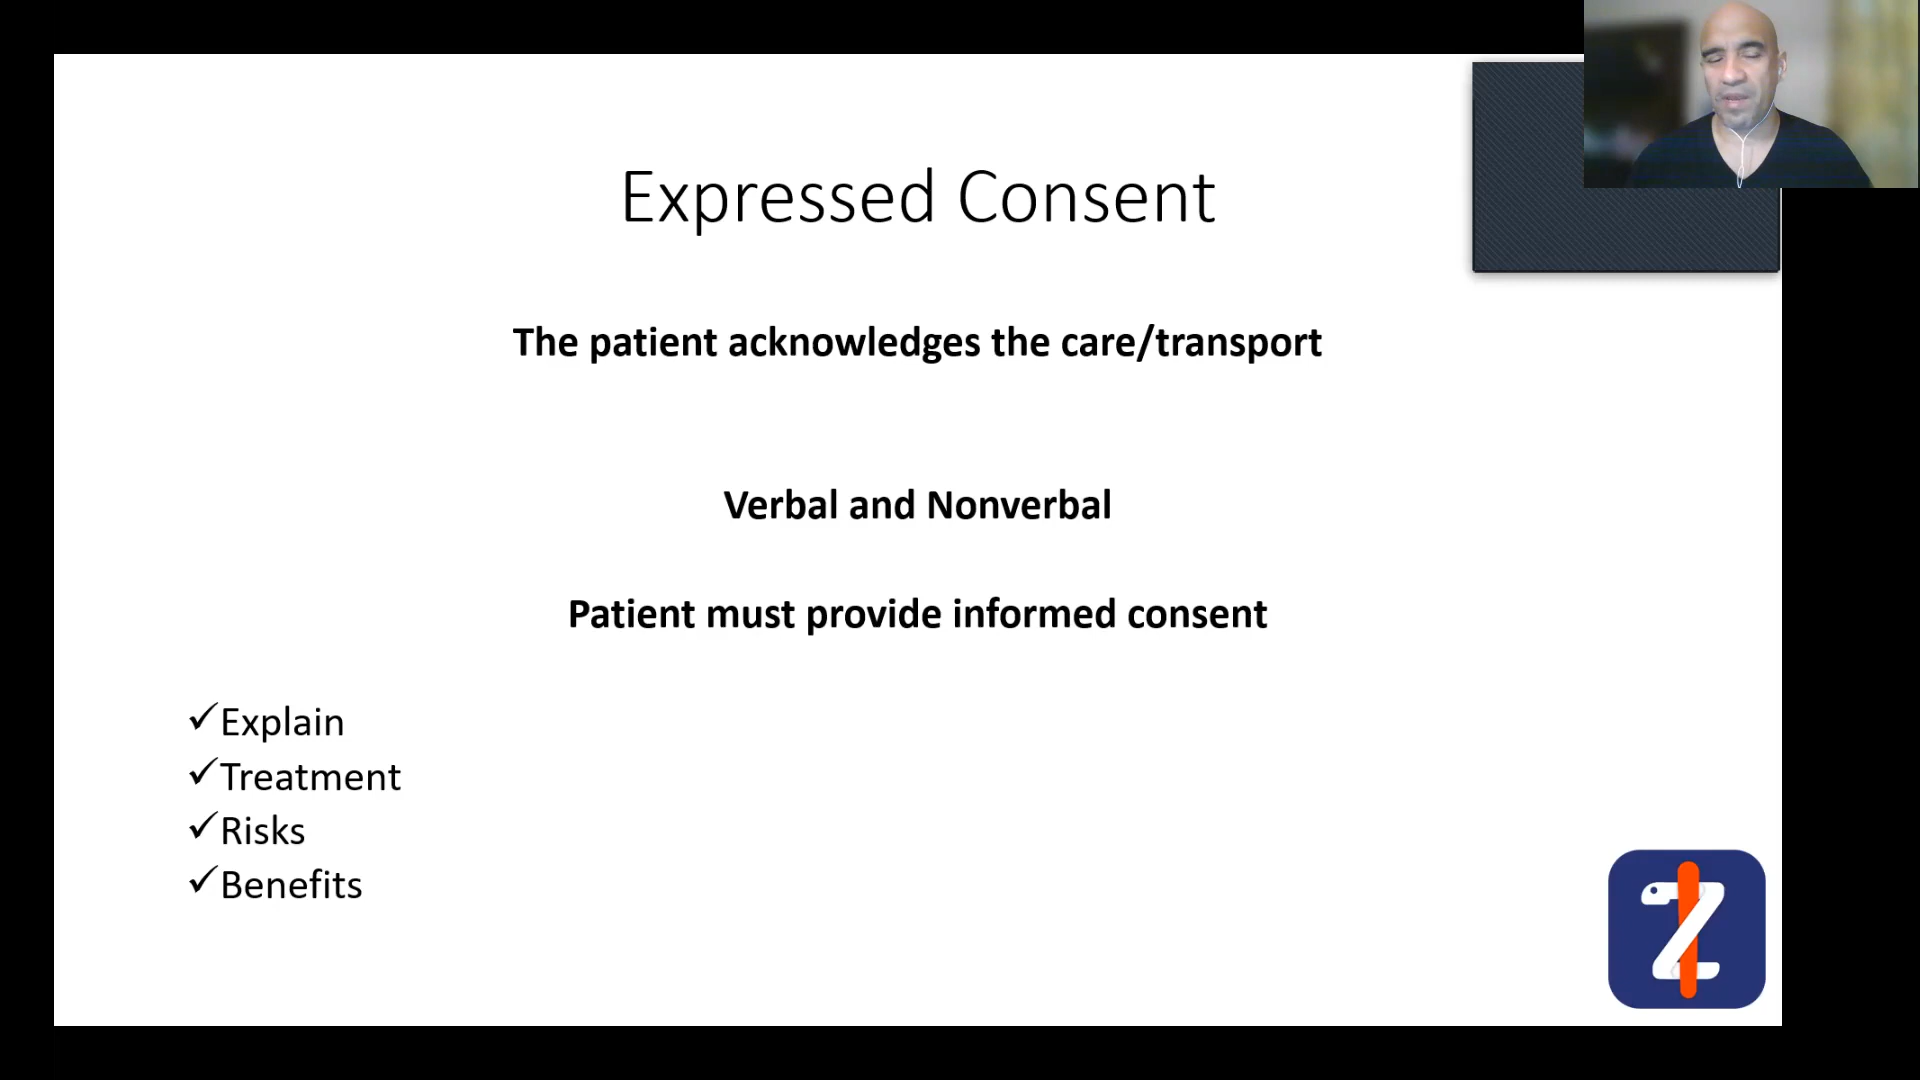 Expressed Consent
The patient acknowledges the care/transport
Verbal and Nonverbal
Patient must provide informed consent
✓Explain
✓Treatment
✓Risks
✓Benefits